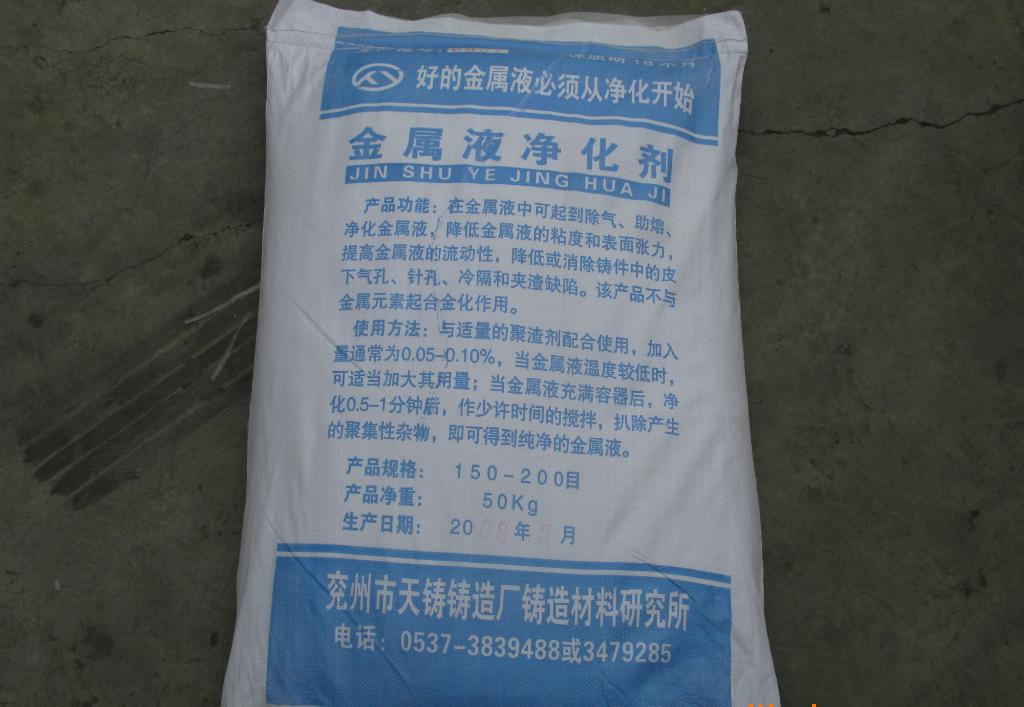 保质期18个月
好的金属液必须从净化开始
金属液净化剂
JIN SHU YE JING HUA JI
产品功能：在金属液中可起到除气、助熔、
净化金属液，降低金属液的粘度和表面张力，
提高金属液的流动性，降低或消除铸件中的皮
下气孔、针孔、冷隔和夹渣缺陷。该产品不与
金属元素起合金化作用。
使用方法：与适量的聚渣剂配合使用，加入
量通常为0.05-0.10%，当金属液温度较低时，
可适当加大其用量；当金属液充满容器后，净
化0.5-1分钟后，作少许时间的搅拌，扒除产生
的聚集性杂物，即可得到纯净的金属液。
产品规格： 150-200目
产品净重： 50Kg
生产日期： 2008年5月
兖州市天铸铸造厂铸造材料研究所
电话：0537-3839488或3479285